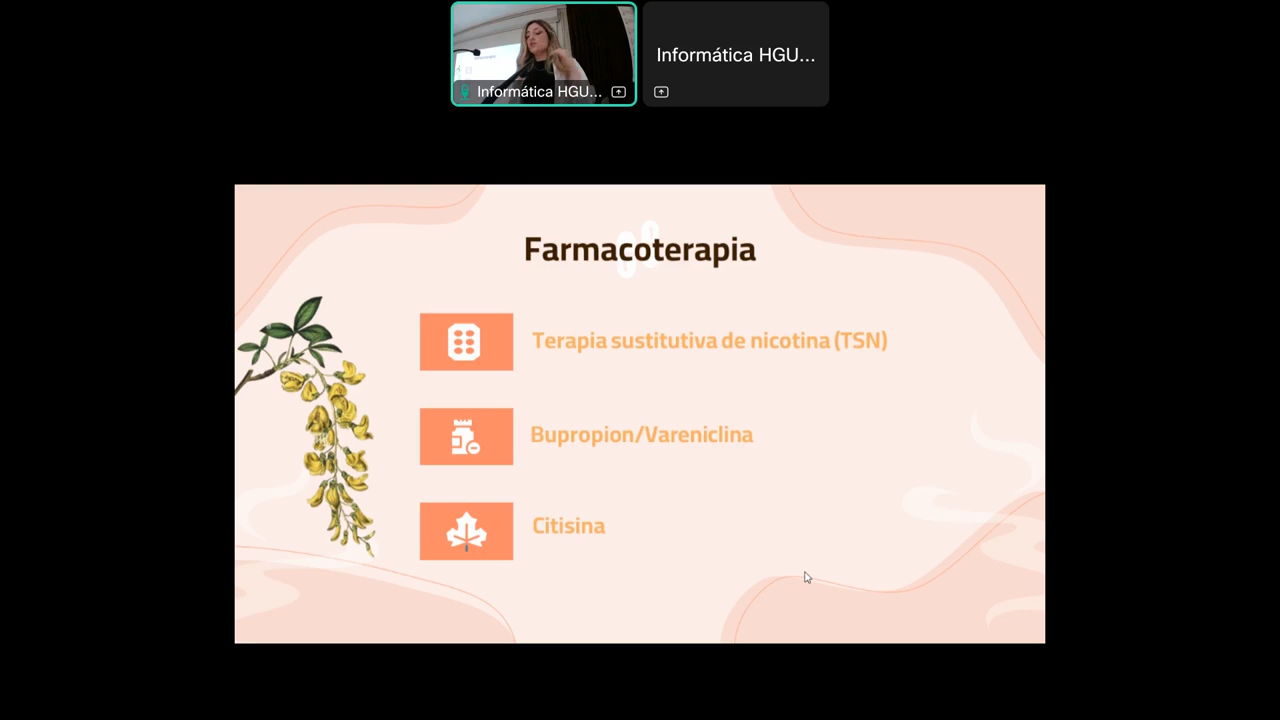 Informática HGU...
Informática HGU...
Farmacoterapia
Terapia sustitutiva de nicotina (TSN)
Bupropion/Vareniclina
Citisina